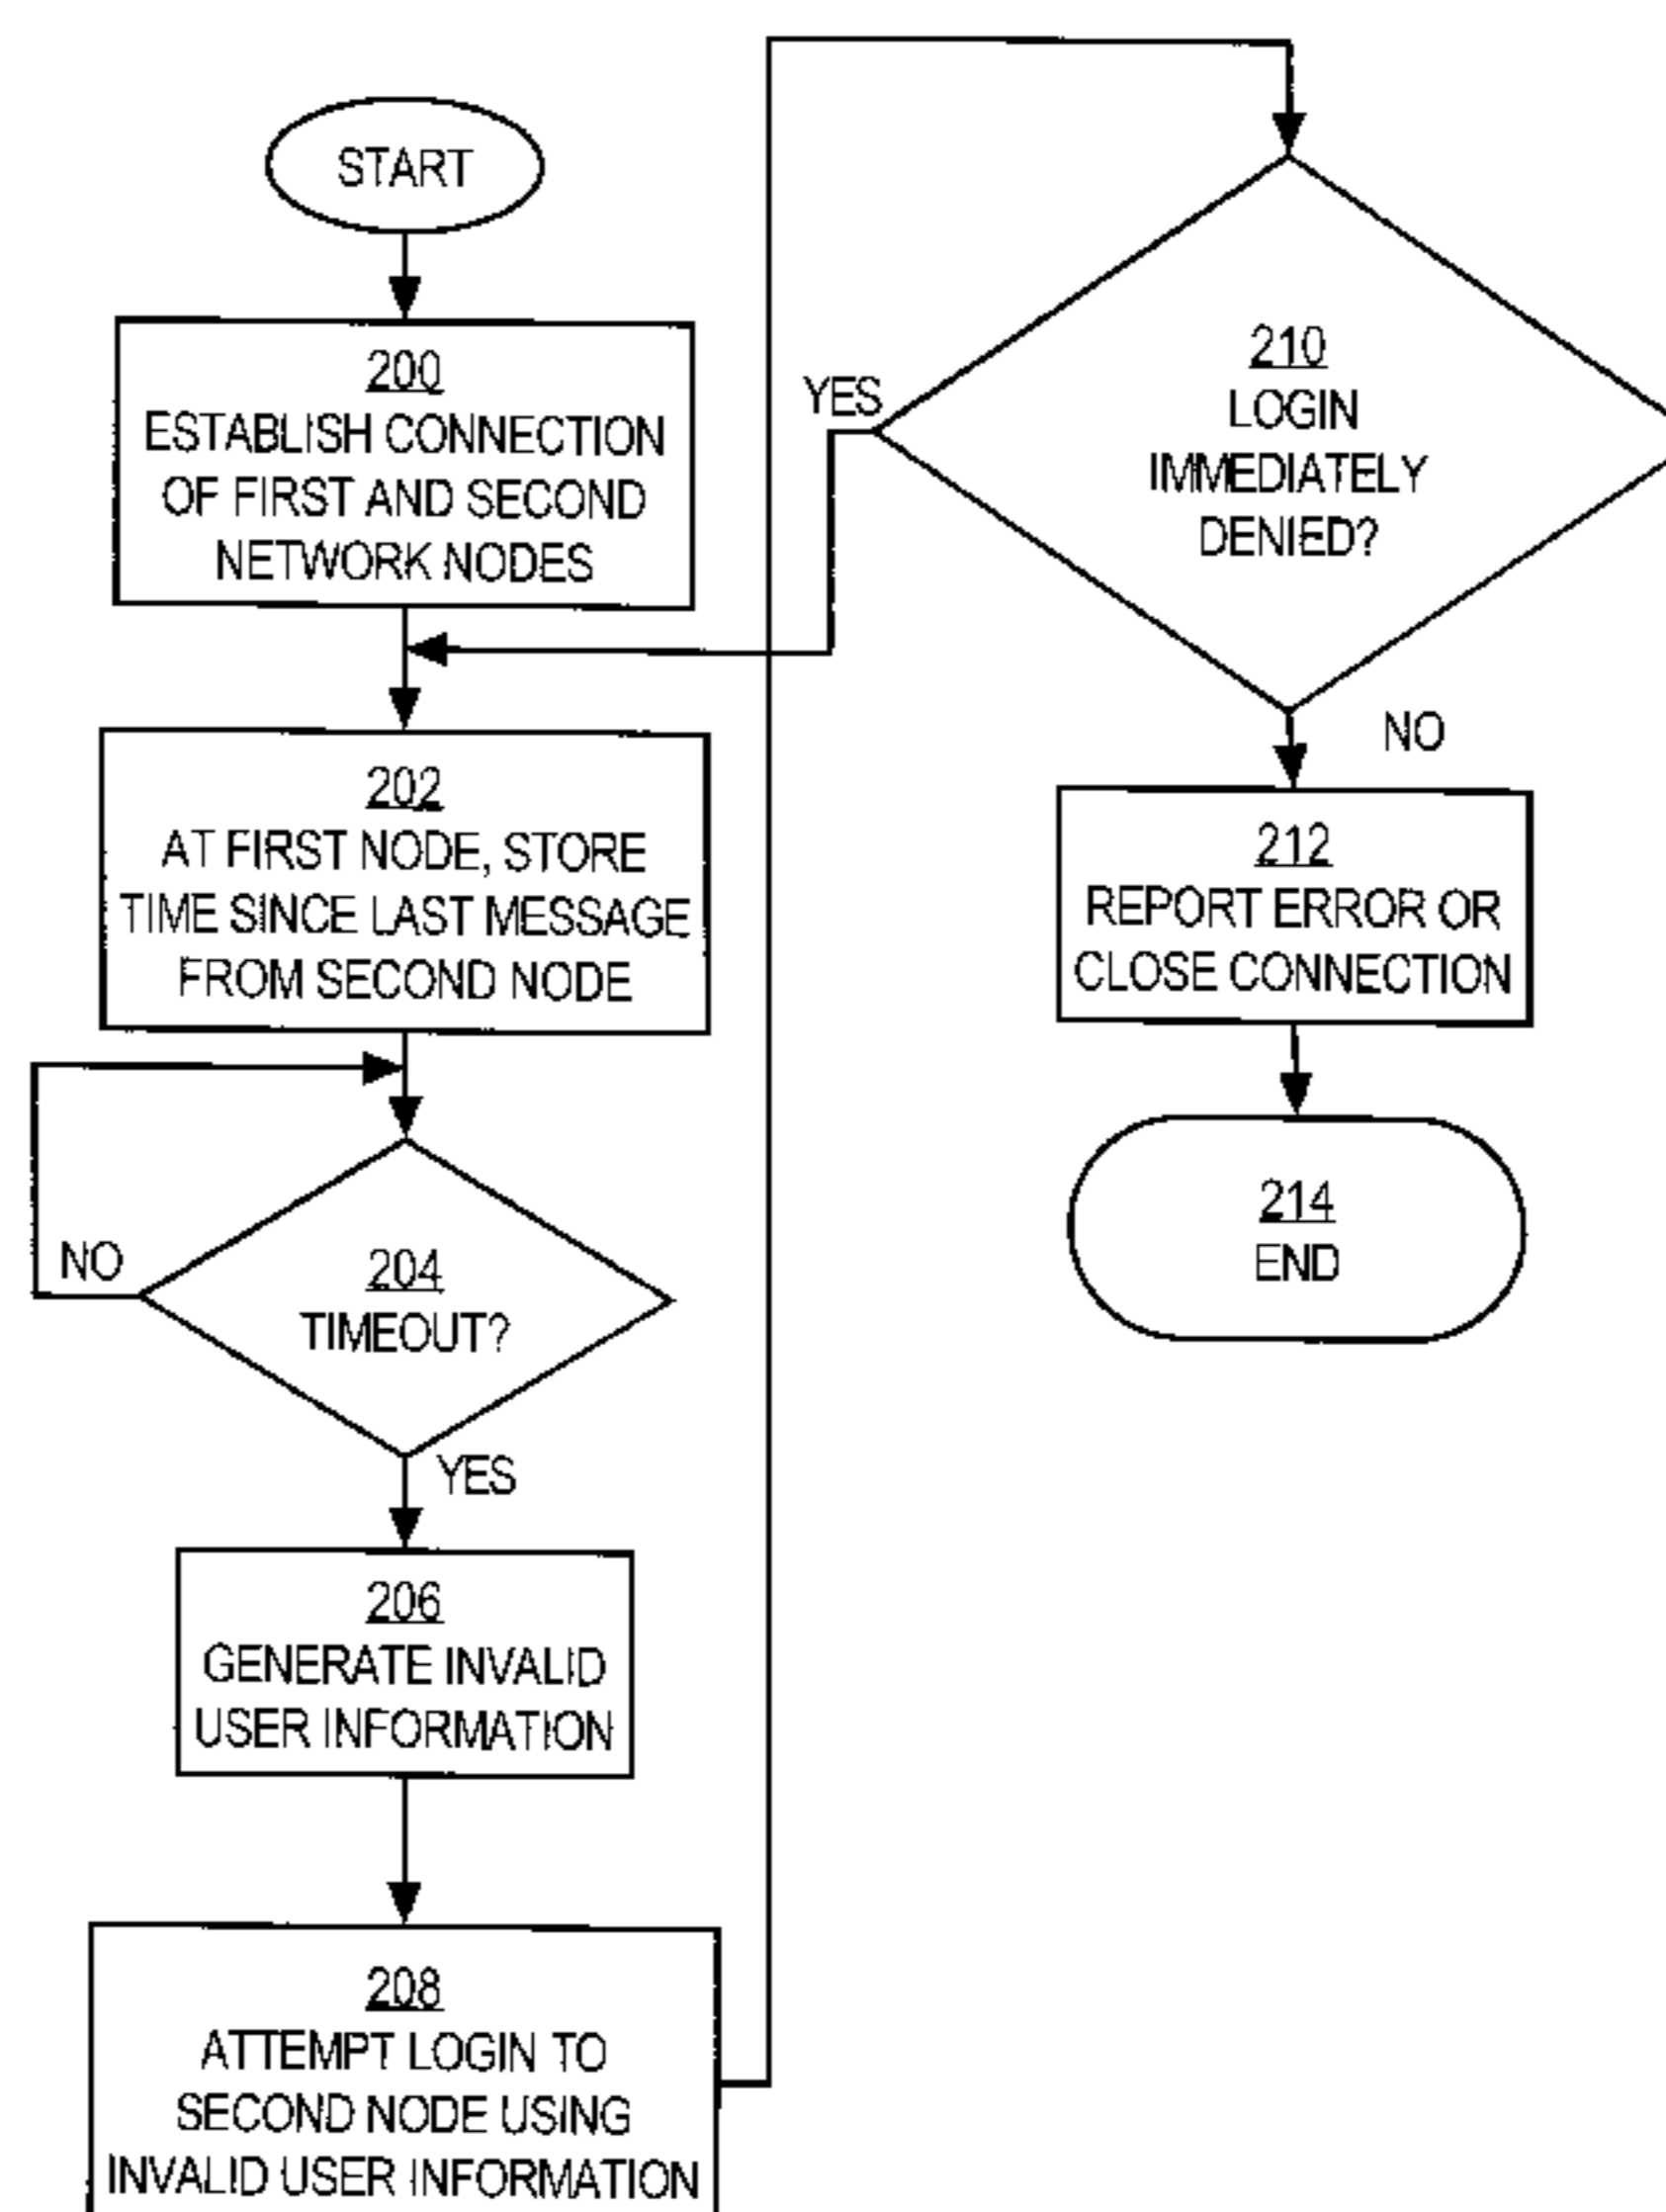 START
200
ESTABLISH CONNECTION
OF FIRST AND SECOND
NETWORK NODES
202
AT FIRST NODE, STORE
TIME SINCE LAST MESSAGE
FROM SECOND NODE
NO
204
TIMEOUT?
YES
206
GENERATE INVALID
USER INFORMATION
208
ATTEMPT LOGIN TO
SECOND NODE USING
INVALID USER INFORMATION
YES
210
LOGIN
IMMEDIATELY
DENIED?
NO
212
REPORT ERROR OR
CLOSE CONNECTION
214
END